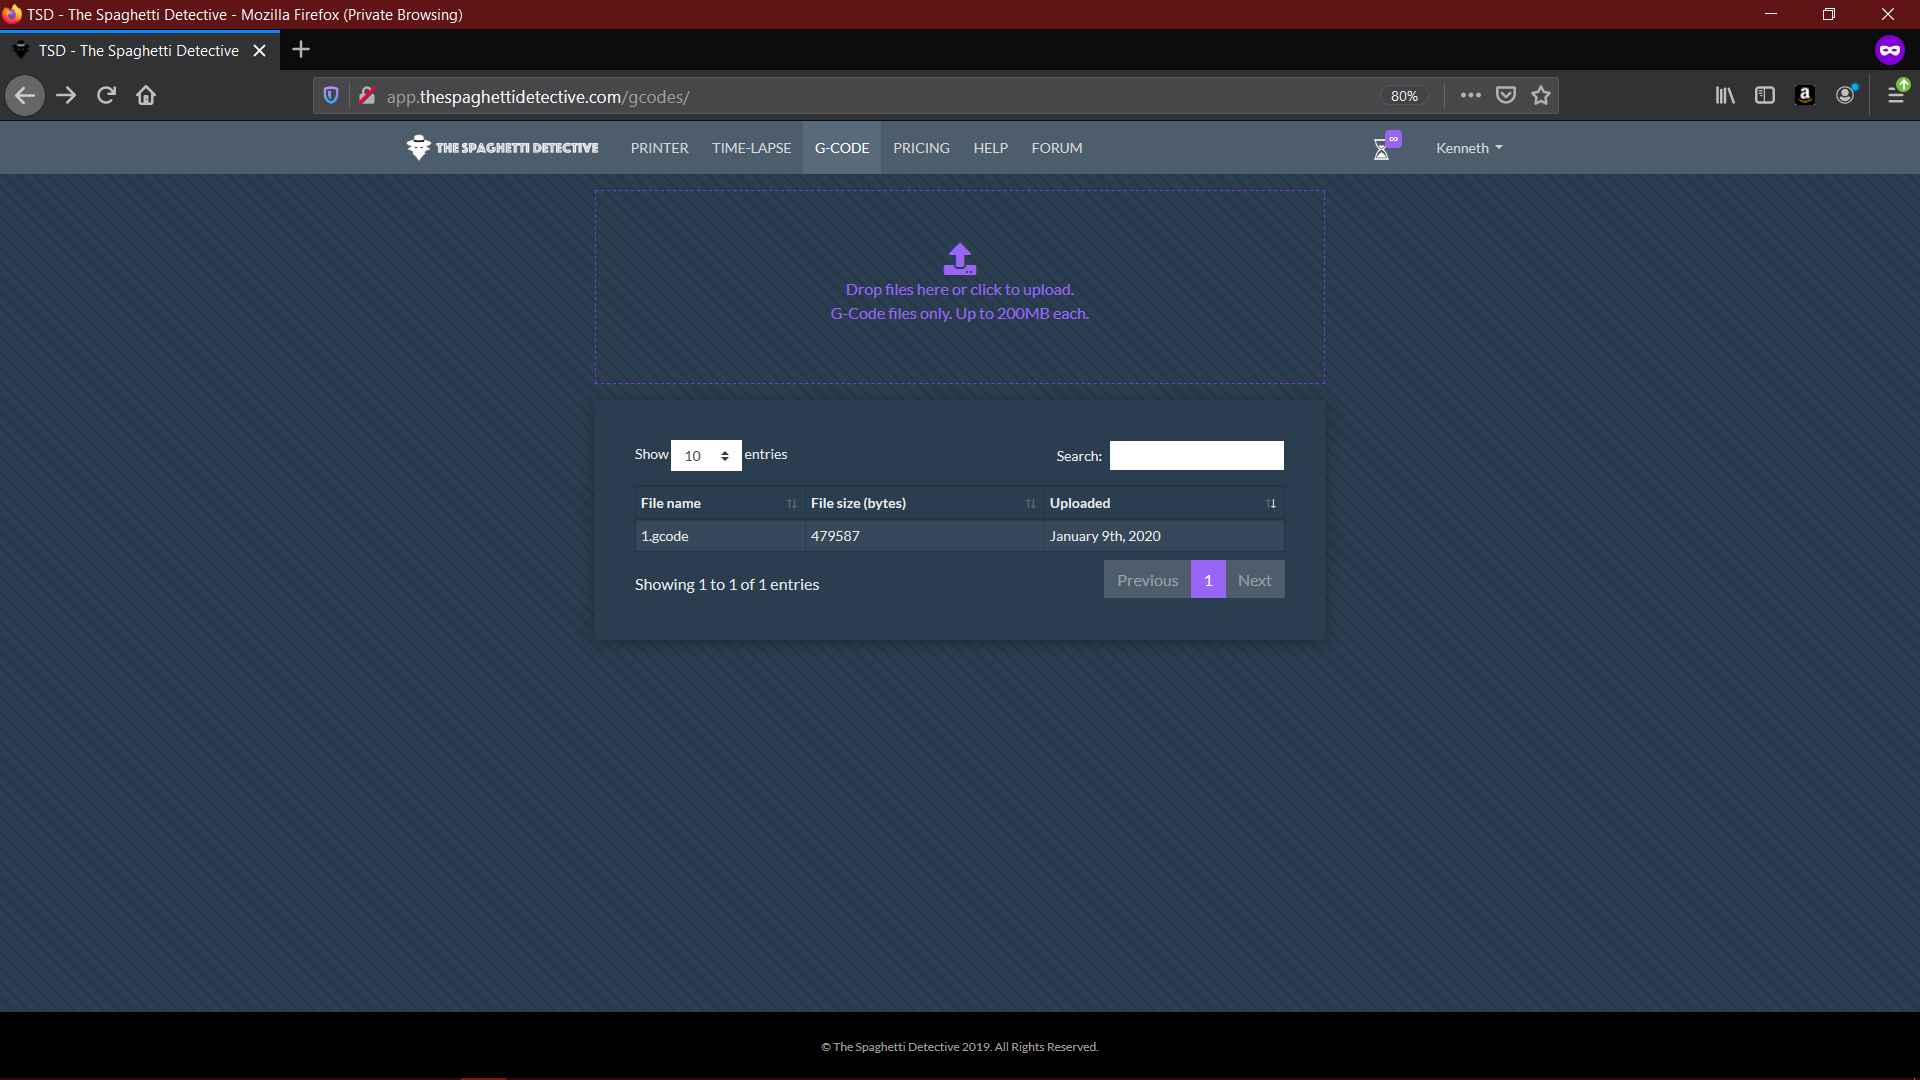 TSD - The Spaghetti Detective - Mozilla Firefox (Private Browsing)
TSD - The Spaghetti Detective
app.thespaghettidetective.com/gcodes/
80%
THE SPAGHETTI DETECTIVE
PRINTER
TIME-LAPSE
G-CODE
PRICING
HELP
FORUM
∞
Kenneth
Drop files here or click to upload.
G-Code files only. Up to 200MB each.
Show 10 entries
Search:
File name
File size (bytes)
Uploaded
1.gcode
479587
January 9th, 2020
Showing 1 to 1 of 1 entries
Previous
1
Next
© The Spaghetti Detective 2019. All Rights Reserved.